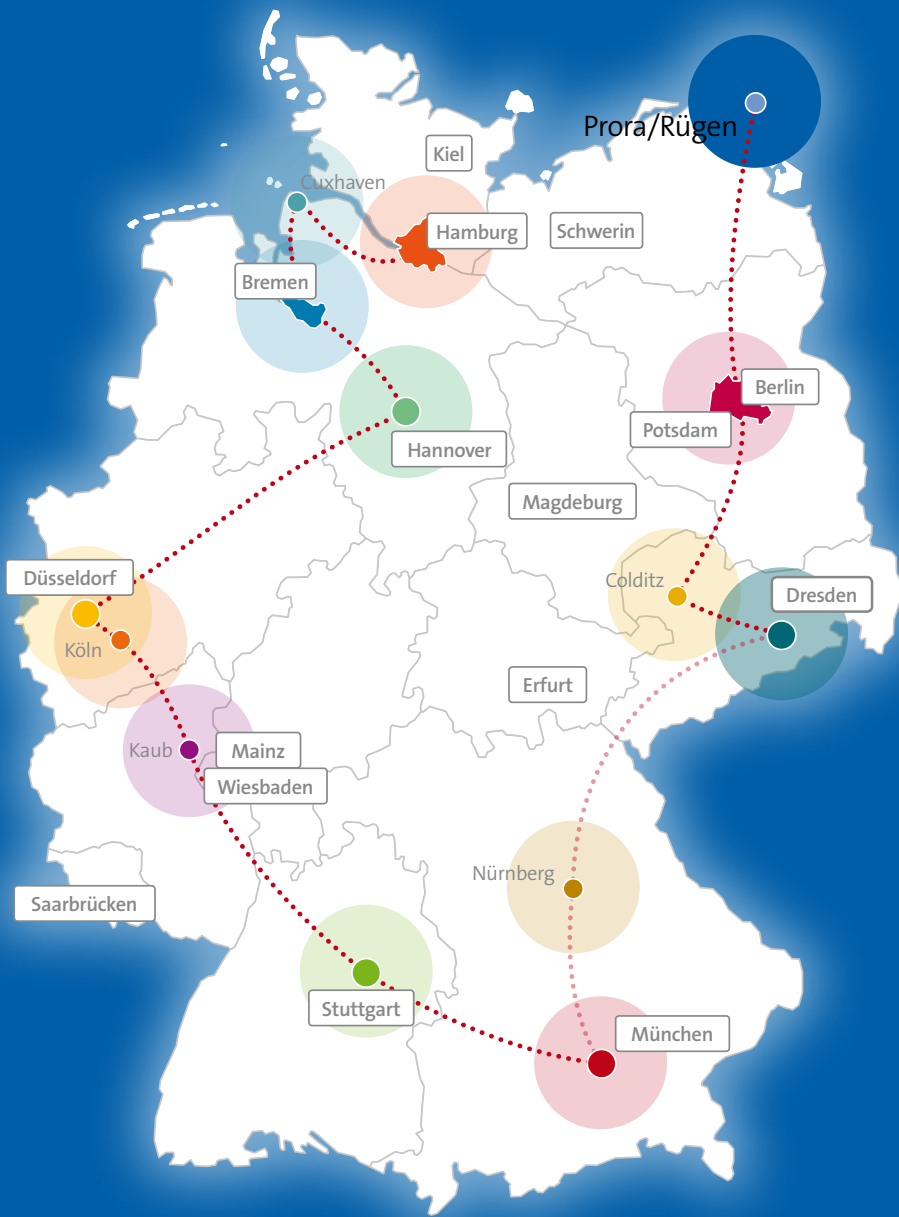 Prora/Rügen
Kiel
Cuxhaven
Hamburg
Schwerin
Bremen
Berlin
Potsdam
Hannover
Magdeburg
Düsseldorf
Colditz
Dresden
Köln
Erfurt
Kaub
Mainz
Wiesbaden
Nürnberg
Saarbrücken
Stuttgart
München